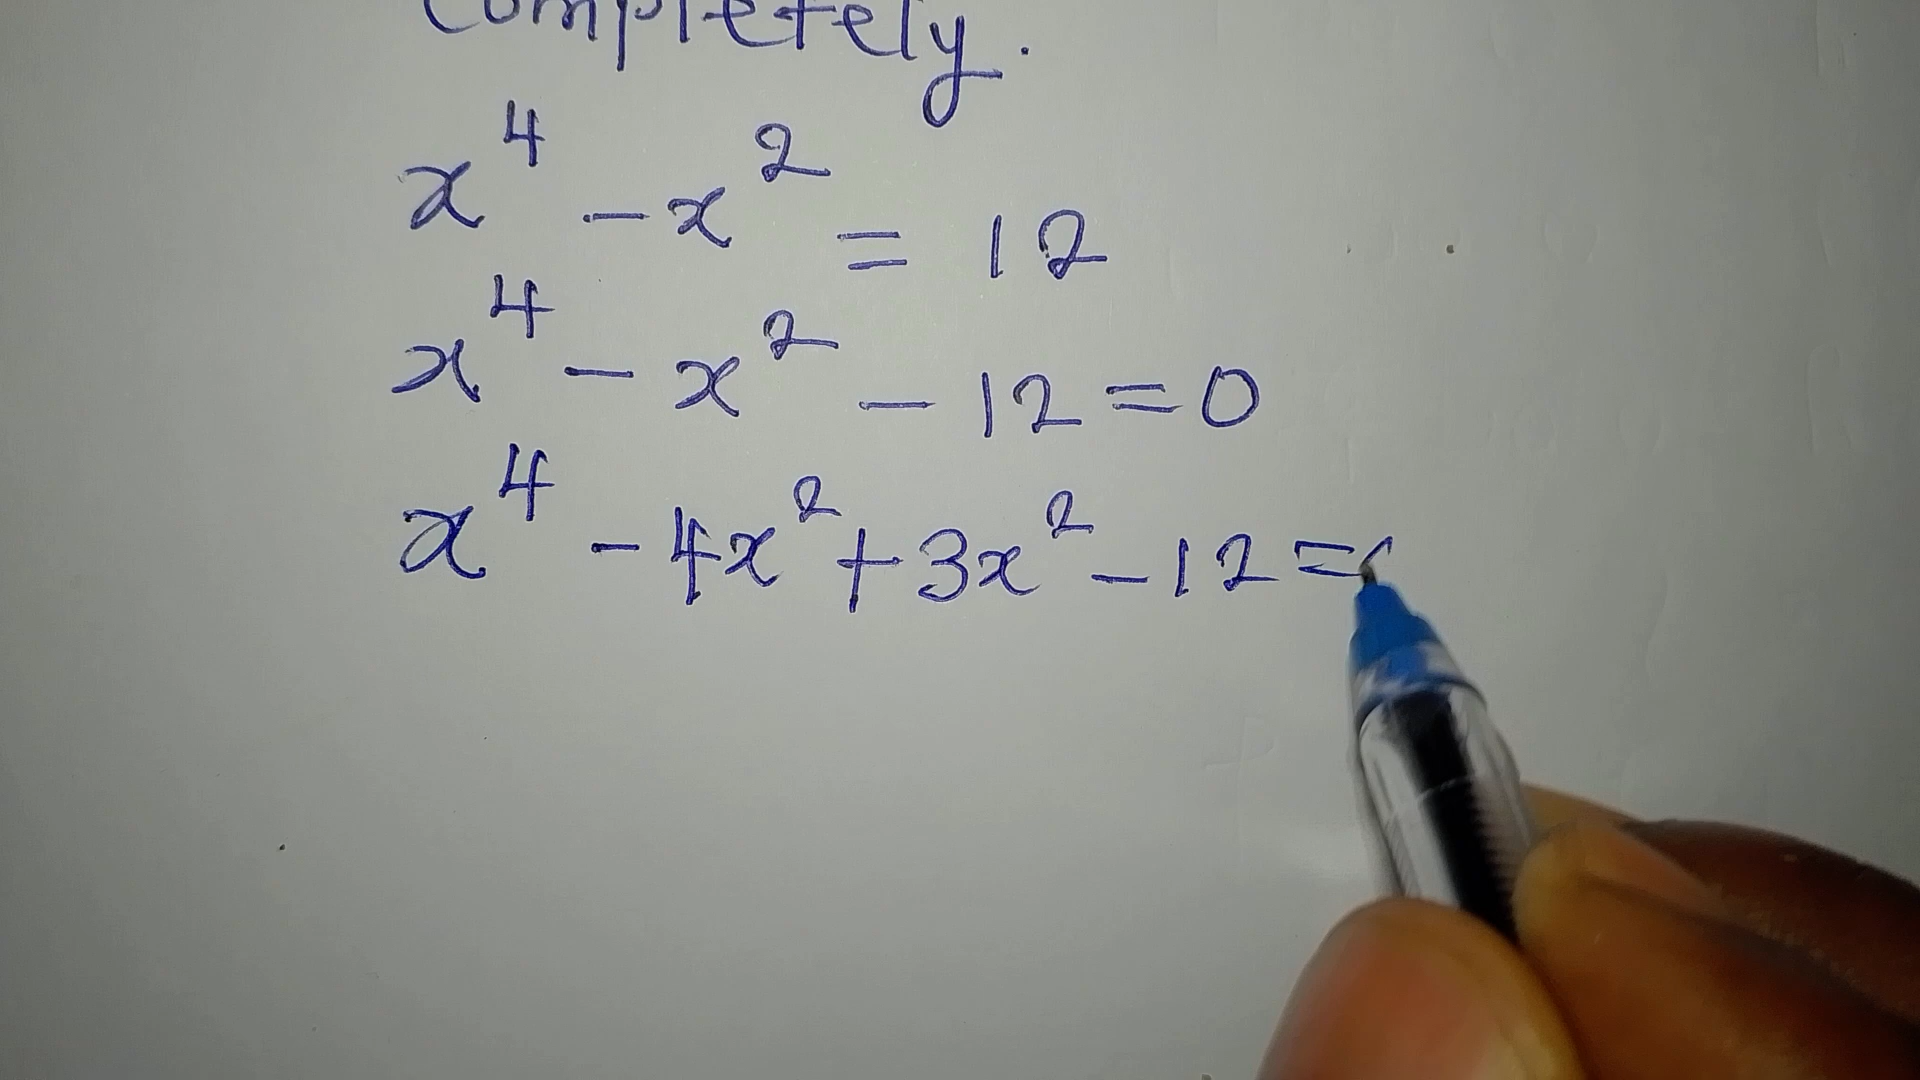 completely.
x⁴ - x² = 12
x⁴ - x² - 12 = 0
x⁴ - 4x² + 3x² - 12 =